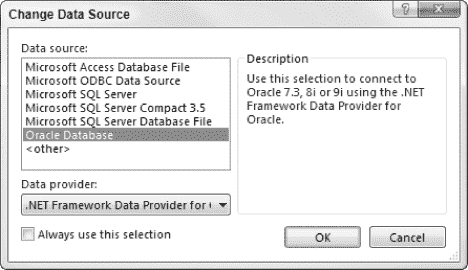 Change Data Source
Data source:
Microsoft Access Database File
Microsoft ODBC Data Source
Microsoft SQL Server
Microsoft SQL Server Compact 3.5
Microsoft SQL Server Database File
Oracle Database
<other>
Description
Use this selection to connect to
Oracle 7.3, 8i or 9i using the .NET
Framework Data Provider for
Oracle.
Data provider:
.NET Framework Data Provider for
Always use this selection
OK
Cancel